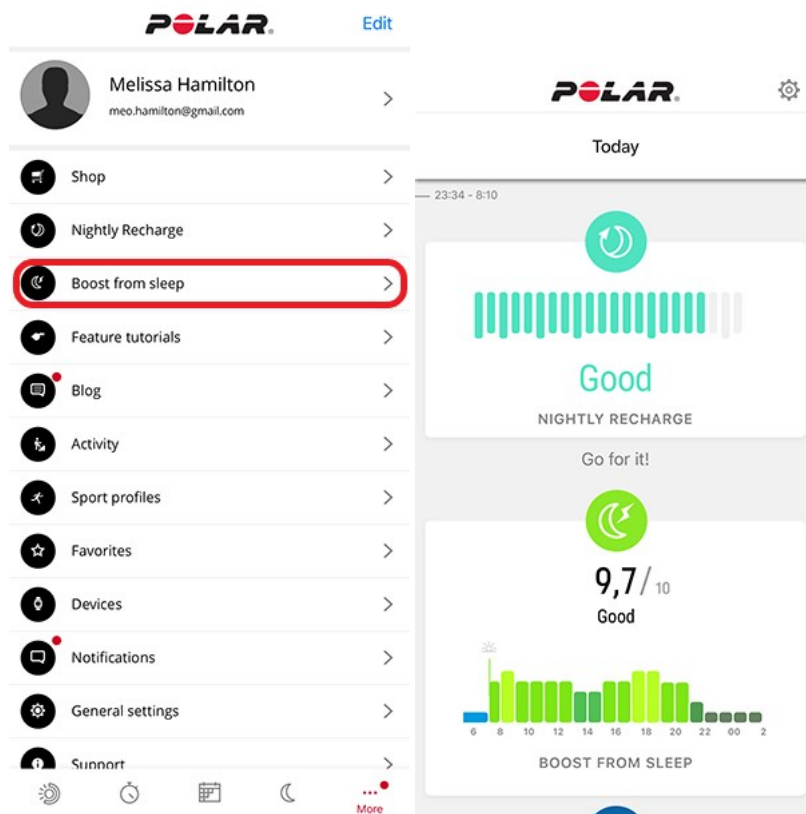 POLAR.
Edit
Melissa Hamilton
meo.hamilton@gmail.com
Shop
Nightly Recharge
Boost from sleep
Feature tutorials
Blog
Activity
Sport profiles
Favorites
Devices
Notifications
General settings
Support
More
POLAR.
Today
23:34 - 8:10
Good
NIGHTLY RECHARGE
Go for it!
9,7/ 10
Good
6 8 10 12 14 16 18 20 22 00 2
BOOST FROM SLEEP